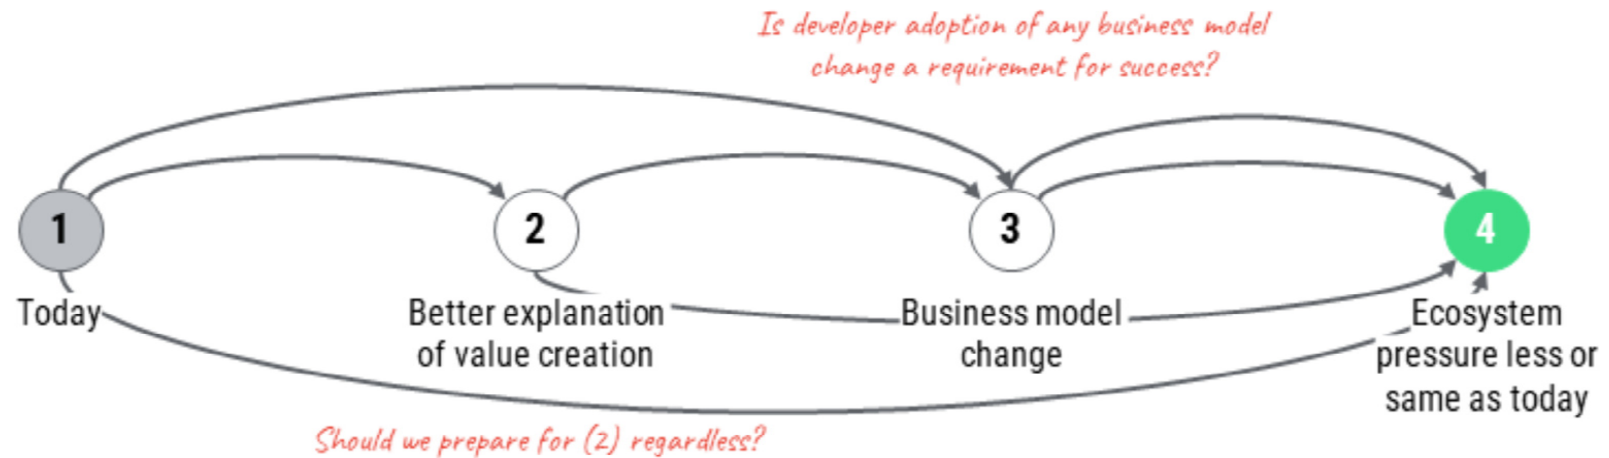 Is developer adoption of any business model
change a requirement for success?
1
2
3
4
Today
Better explanation
of value creation
Business model
change
Ecosystem
pressure less or
same as today
Should we prepare for (2) regardless?